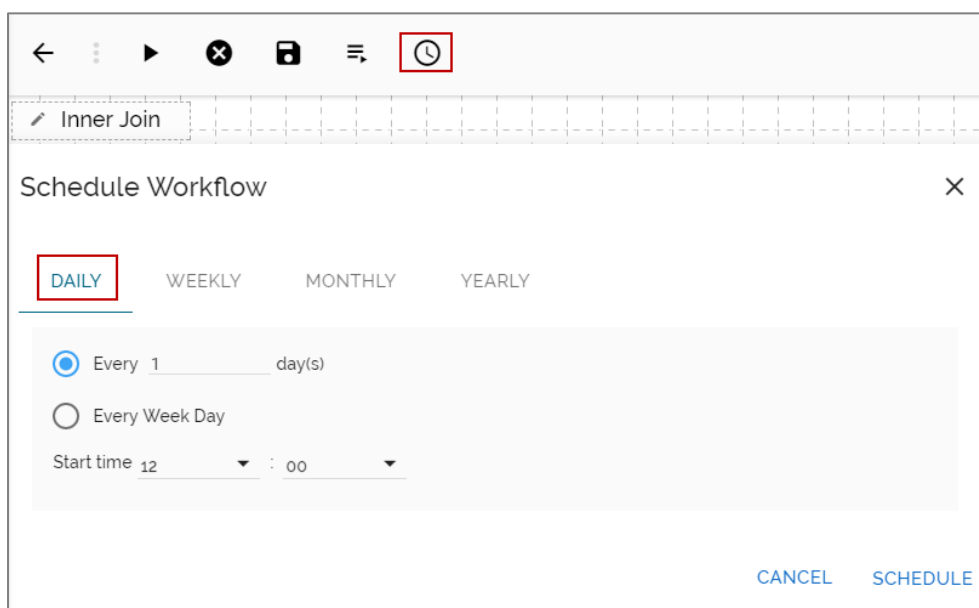 Inner Join
Schedule Workflow
DAILY WEEKLY MONTHLY YEARLY
Every 1 day(s)
Every Week Day
Start time 12 : 00
CANCEL SCHEDULE